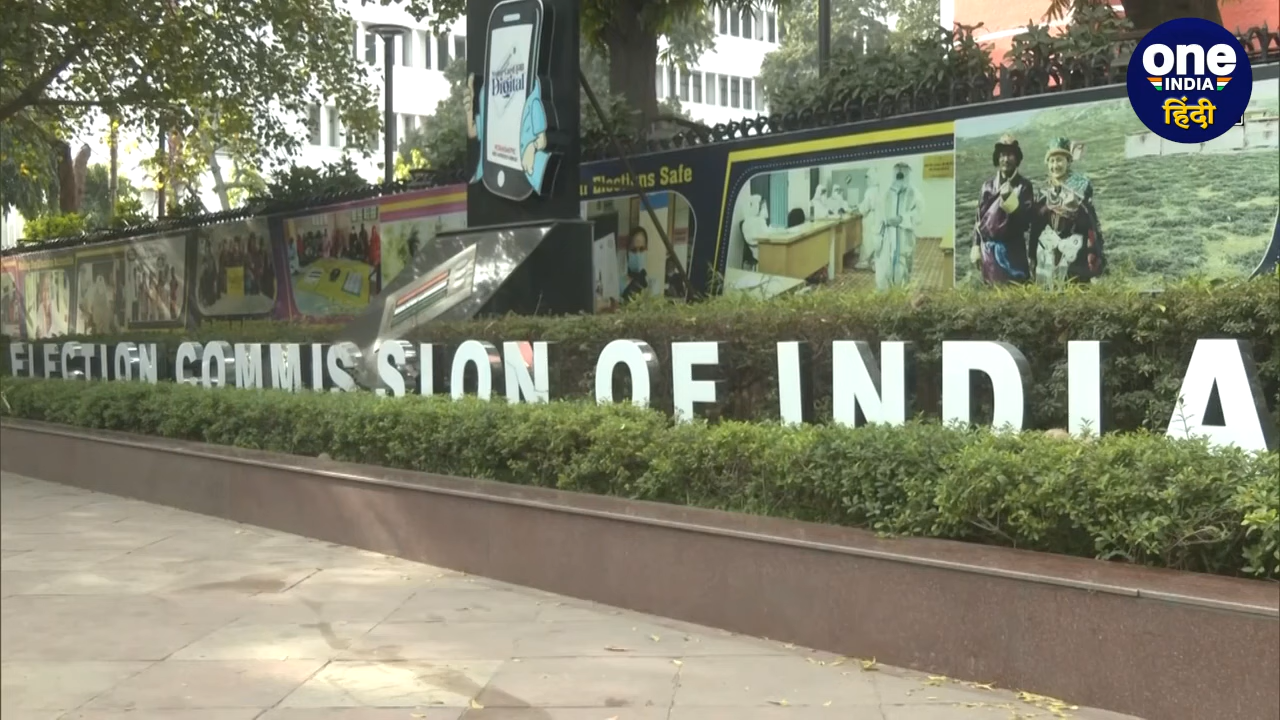 one
INDIA
हिंदी
Digital
Elections Safe
ELECTION COMMISSION OF INDIA